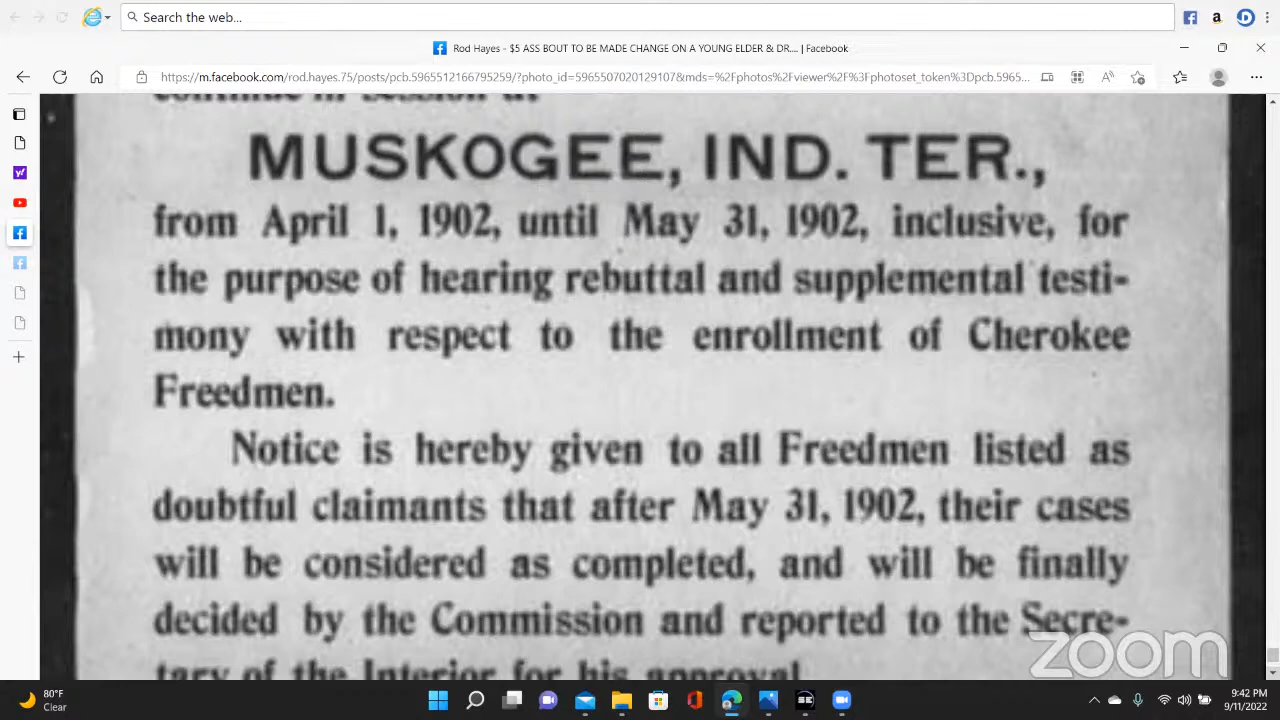 Search the web...
Rod Hayes - $5 ASS BOUT TO BE MADE CHANGE ON A YOUNG ELDER & DR.... | Facebook
https://m.facebook.com/rod.hayes.75/posts/pcb.5965512166795259/?photo_id=5965507020129107&mds=%2Fphotos%2Fviewer%2F%3Fphotoset_token%3Dpcb.5965...
continue in session at
MUSKOGEE, IND. TER.,
from April 1, 1902, until May 31, 1902, inclusive, for
the purpose of hearing rebuttal and supplemental testi-
mony with respect to the enrollment of Cherokee
Freedmen.
Notice is hereby given to all Freedmen listed as
doubtful claimants that after May 31, 1902, their cases
will be considered as completed, and will be finally
decided by the Commission and reported to the Secre-
tary of the Interior for his approval
zoom
80°F
Clear
9:42 PM
9/11/2022